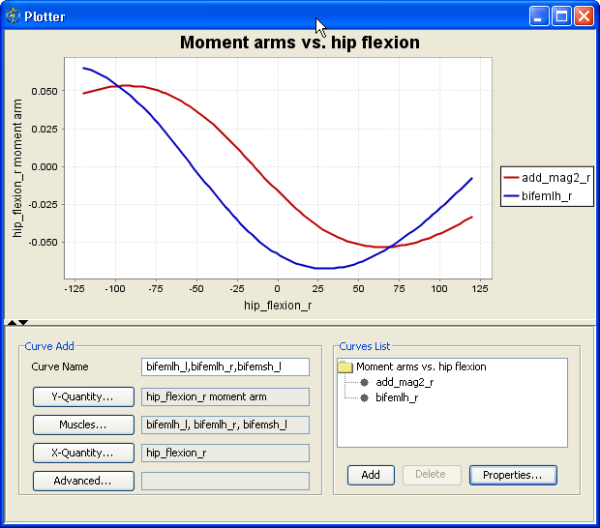 Plotter
Moment arms vs. hip flexion
hip_flexion_r moment arm
0.050
0.025
0.000
-0.025
-0.050
-125 -100 -75 -50 -25 0 25 50 75 100 125
hip_flexion_r
add_mag2_r
bifemlh_r
Curve Add
Curve Name bifemlh_l,bifemlh_r,bifemsh_l
Y-Quantity... hip_flexion_r moment arm
Muscles... bifemlh_l, bifemlh_r, bifemsh_l
X-Quantity... hip_flexion_r
Advanced...
Curves List
Moment arms vs. hip flexion
add_mag2_r
bifemlh_r
Add Delete Properties...